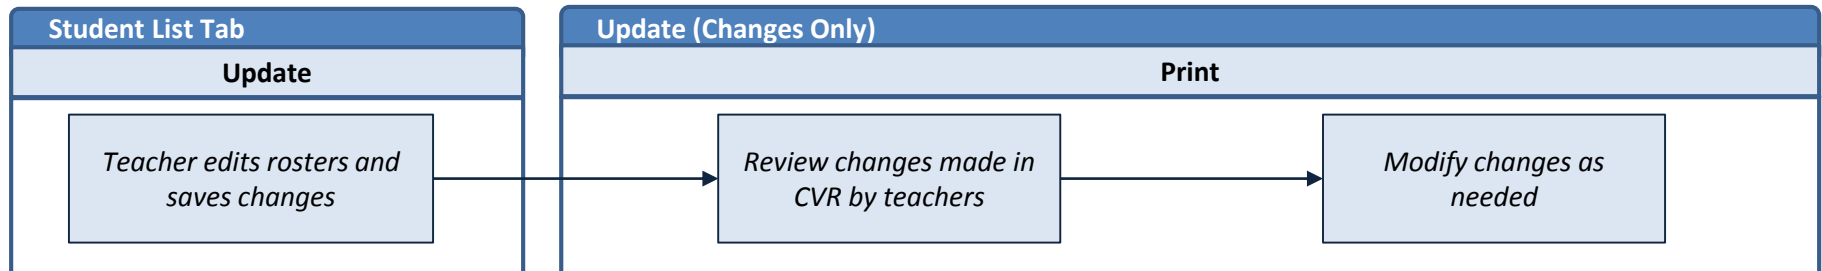 Student List Tab
Update (Changes Only)
Update
Print
Teacher edits rosters and
saves changes
Review changes made in
CVR by teachers
Modify changes as
needed